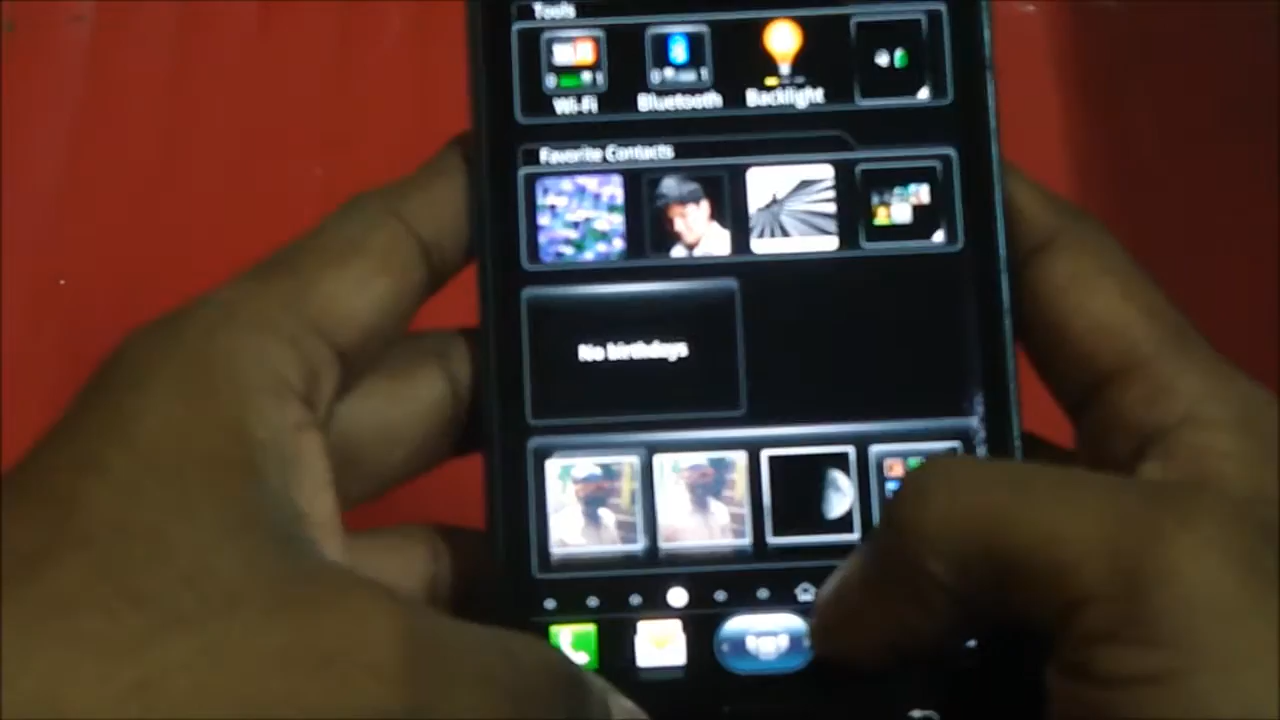 Tools
Wi-Fi
Bluetooth
Backlight
Favorite Contacts
No birthdays